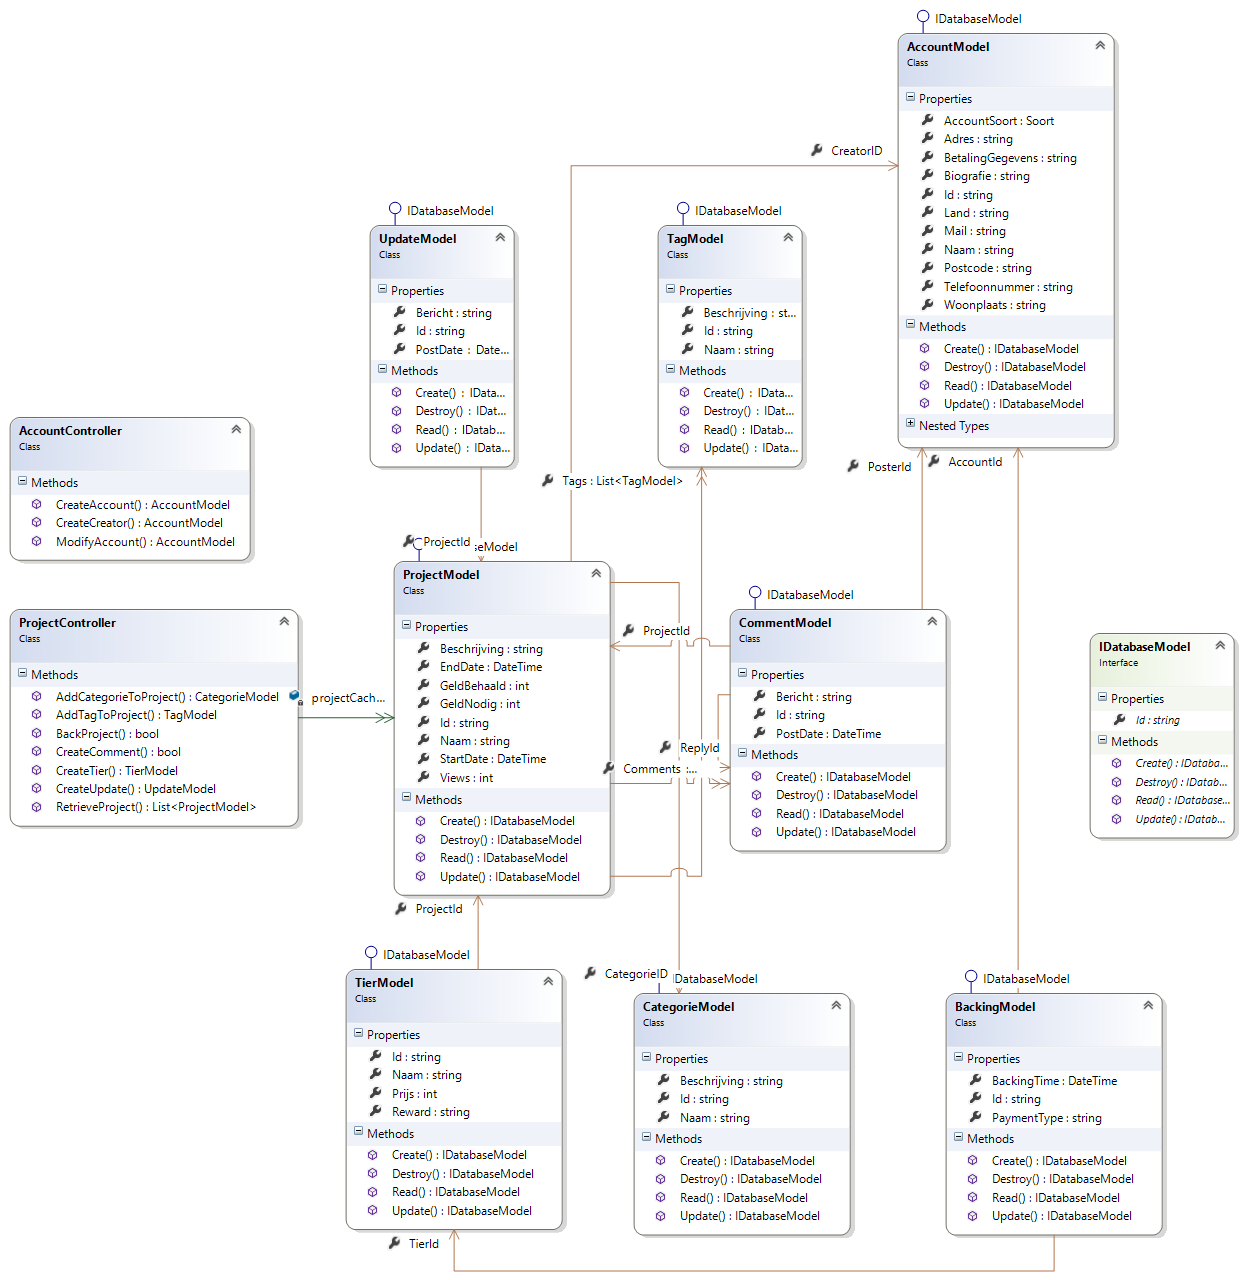 IDatabaseModel
AccountModel
Class
Properties
AccountSoort : Soort
Adres : string
BetalingGegevens : string
Biografie : string
Id : string
Land : string
Mail : string
Naam : string
Postcode : string
Telefoonnummer : string
Woonplaats : string
Methods
Create() : IDatabaseModel
Destroy() : IDatabaseModel
Read() : IDatabaseModel
Update() : IDatabaseModel
Nested Types
CreatorID
IDatabaseModel
UpdateModel
Class
Properties
Bericht : string
Id : string
PostDate : Date...
Methods
Create() : IData...
Destroy() : IDat...
Read() : IDatab...
Update() : IData...
IDatabaseModel
TagModel
Class
Properties
Beschrijving : st...
Id : string
Naam : string
Methods
Create() : IData...
Destroy() : IDat...
Read() : IDatab...
Update() : IData...
AccountController
Class
Methods
CreateAccount() : AccountModel
CreateCreator() : AccountModel
ModifyAccount() : AccountModel
PosterId
AccountId
Tags : List<TagModel>
ProjectId
seModel
ProjectModel
Class
Properties
Beschrijving : string
EndDate : DateTime
GeldBehaald : int
GeldNodig : int
Id : string
Naam : string
StartDate : DateTime
Views : int
Methods
Create() : IDatabaseModel
Destroy() : IDatabaseModel
Read() : IDatabaseModel
Update() : IDatabaseModel
ProjectController
Class
Methods
AddCategorieToProject() : CategorieModel
AddTagToProject() : TagModel
BackProject() : bool
CreateComment() : bool
CreateTier() : TierModel
CreateUpdate() : UpdateModel
RetrieveProject() : List<ProjectModel>
projectCach...
ProjectId
ReplyId
Comments :...
IDatabaseModel
CommentModel
Class
Properties
Bericht : string
Id : string
PostDate : DateTime
Methods
Create() : IDatabaseModel
Destroy() : IDatabaseModel
Read() : IDatabaseModel
Update() : IDatabaseModel
IDatabaseModel
Interface
Properties
Id : string
Methods
Create() : IDataba...
Destroy() : IDatab...
Read() : IDatabase...
Update() : IDatab...
ProjectId
IDatabaseModel
TierModel
Class
Properties
Id : string
Naam : string
Prijs : int
Reward : string
Methods
Create() : IDatabaseModel
Destroy() : IDatabaseModel
Read() : IDatabaseModel
Update() : IDatabaseModel
CategorieID
IDatabaseModel
CategorieModel
Class
Properties
Beschrijving : string
Id : string
Naam : string
Methods
Create() : IDatabaseModel
Destroy() : IDatabaseModel
Read() : IDatabaseModel
Update() : IDatabaseModel
IDatabaseModel
BackingModel
Class
Properties
BackingTime : DateTime
Id : string
PaymentType : string
Methods
Create() : IDatabaseModel
Destroy() : IDatabaseModel
Read() : IDatabaseModel
Update() : IDatabaseModel
TierId